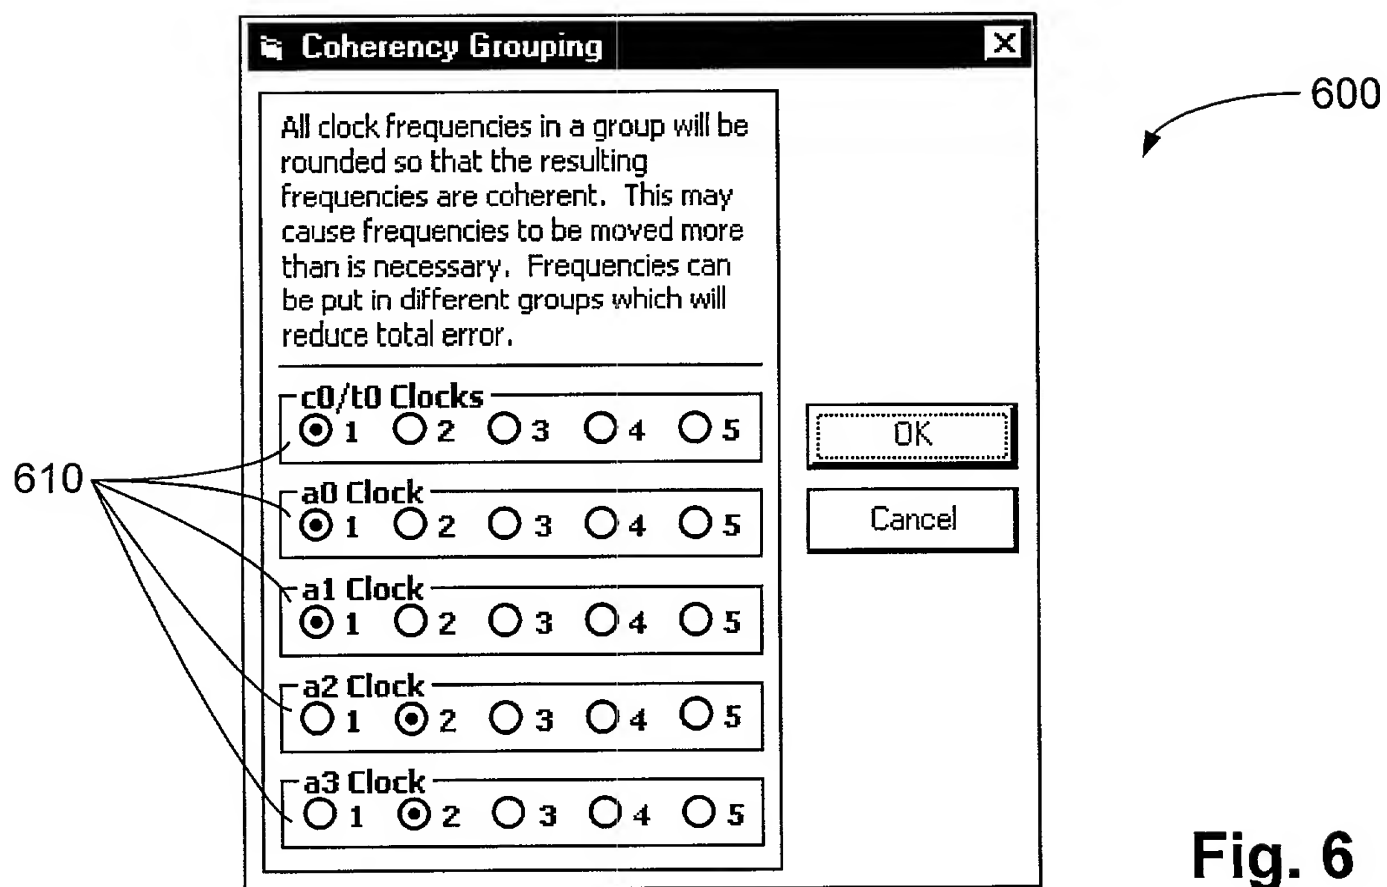 Coherency Grouping
600
All clock frequencies in a group will be
rounded so that the resulting
frequencies are coherent. This may
cause frequencies to be moved more
than is necessary. Frequencies can
be put in different groups which will
reduce total error.
c0/t0 Clocks
1 2 3 4 5
OK
610
a0 Clock
1 2 3 4 5
Cancel
a1 Clock
1 2 3 4 5
a2 Clock
1 2 3 4 5
a3 Clock
1 2 3 4 5
Fig. 6